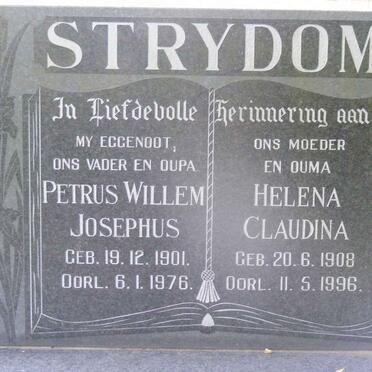 STRYDOM
In Liefdevolle Herinnering aan
MY EGGENOOT,
ONS VADER EN OUPA
PETRUS WILLEM
JOSEPHUS
GEB. 19. 12. 1901.
OORL. 6. 1. 1976.
ONS MOEDER
EN OUMA
HELENA
CLAUDINA
GEB. 20. 6. 1908
OORL. 11. 5. 1996.